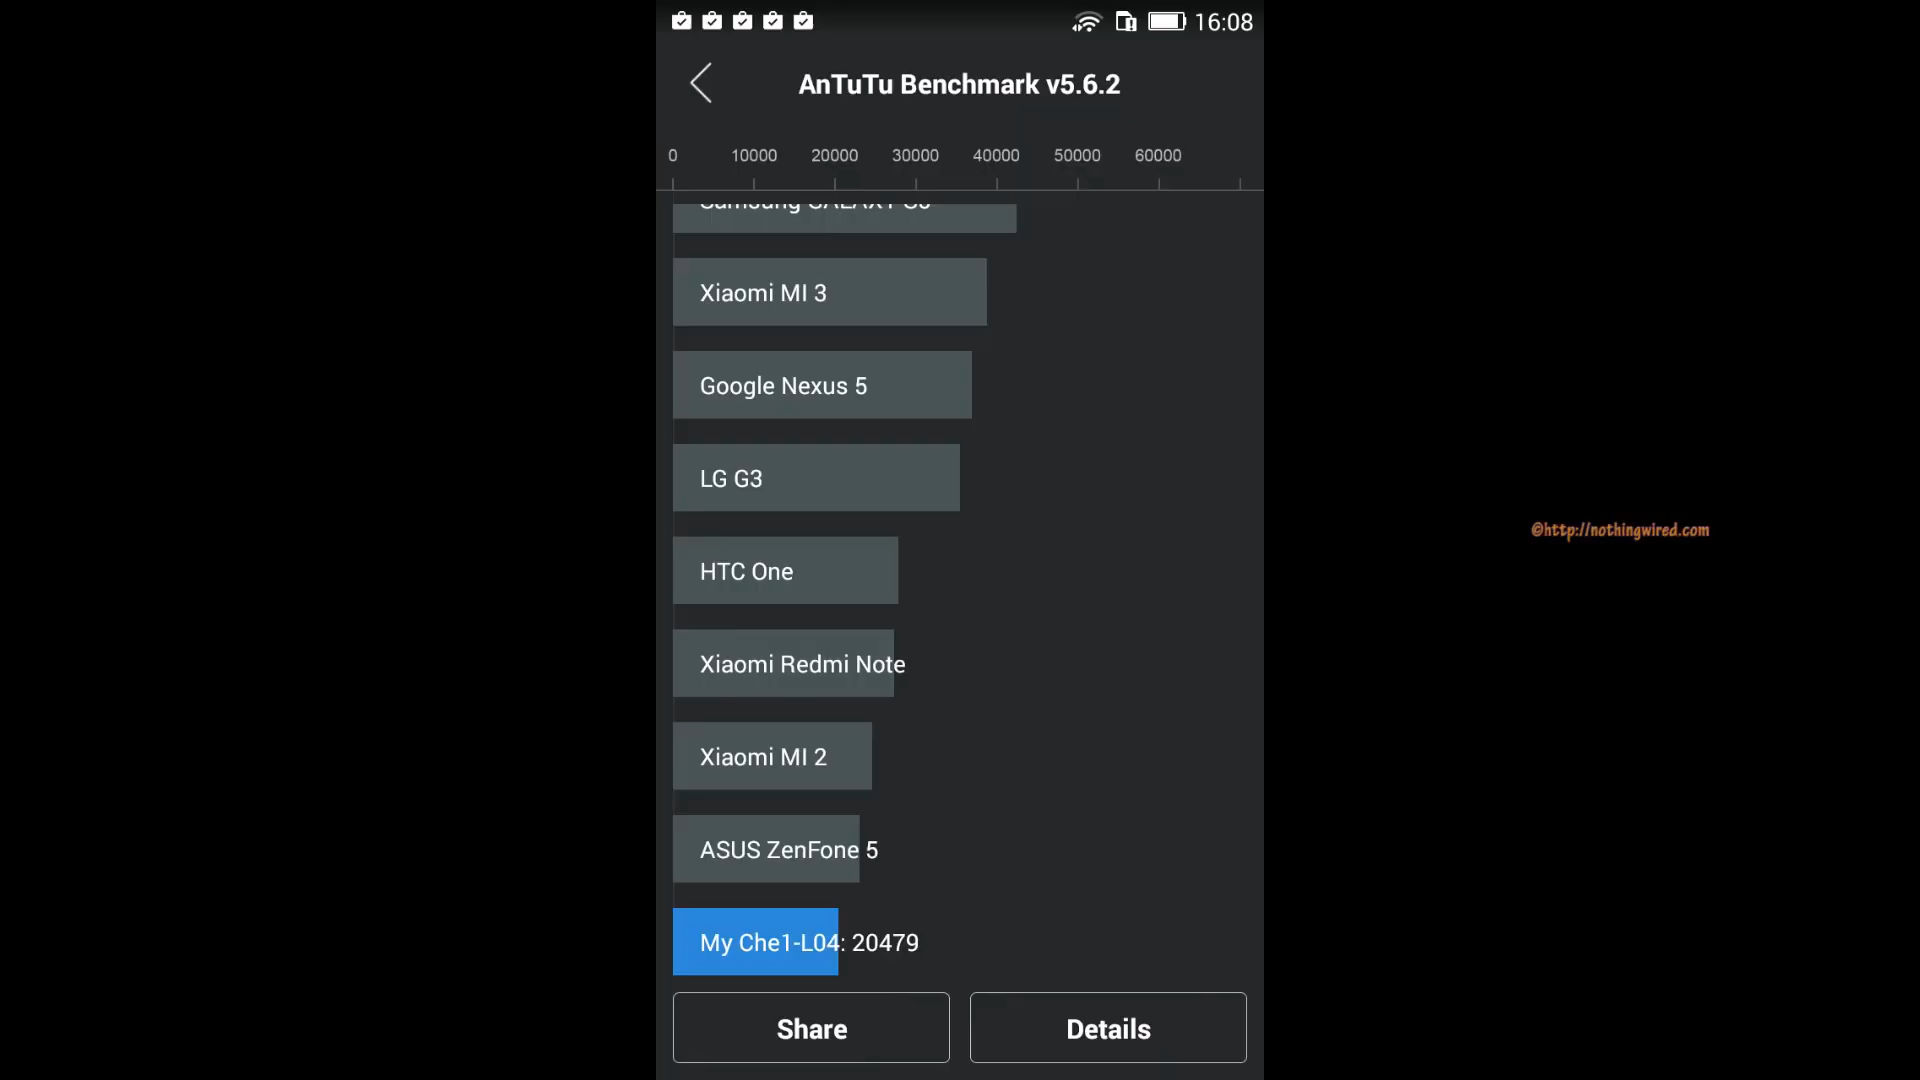 16:08
AnTuTu Benchmark v5.6.2
0 10000 20000 30000 40000 50000 60000
Samsung GALAXY
Xiaomi MI 3
Google Nexus 5
LG G3
©http://nothingwired.com
HTC One
Xiaomi Redmi Note
Xiaomi MI 2
ASUS ZenFone 5
My Che1-L04: 20479
Share Details